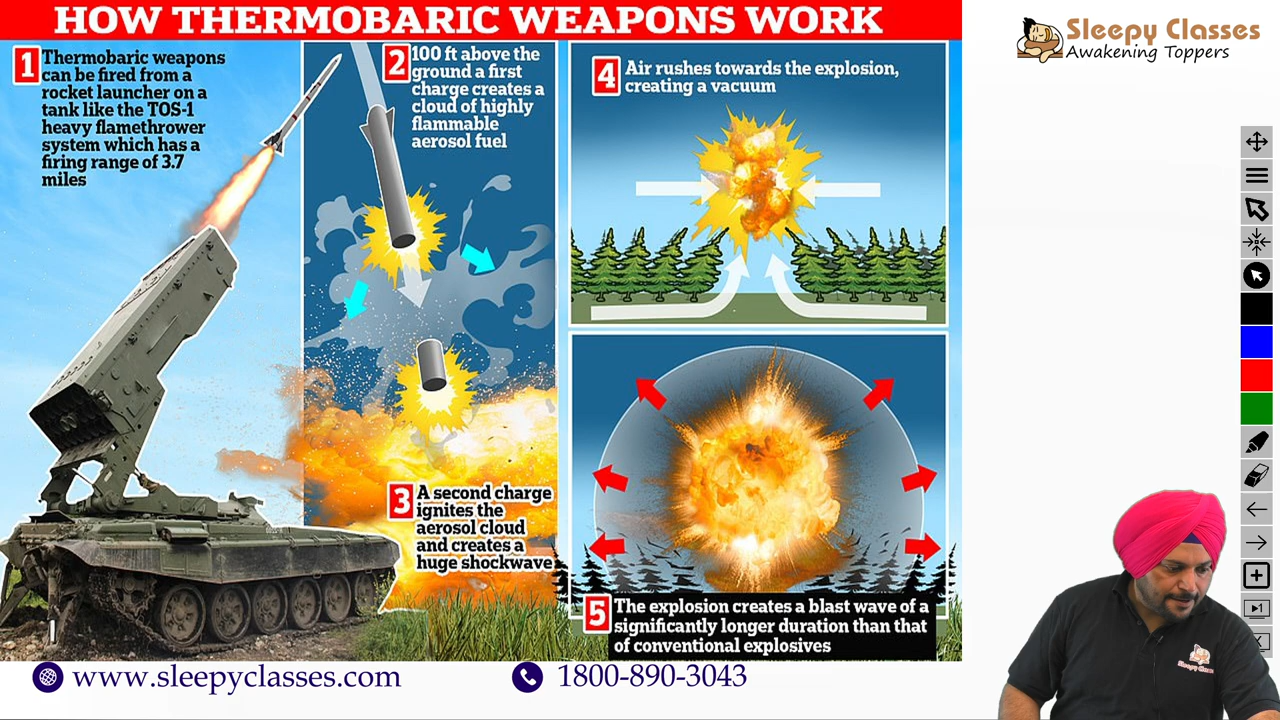 HOW THERMOBARIC WEAPONS WORK
1
Thermobaric weapons
can be fired from a
rocket launcher on a
tank like the TOS-1
heavy flamethrower
system which has a
firing range of 3.7
miles
2
100 ft above the
ground a first
charge creates a
cloud of highly
flammable
aerosol fuel
3
A second charge
ignites the
aerosol cloud
and creates a
huge shockwave
4
Air rushes towards the explosion,
creating a vacuum
5
The explosion creates a blast wave of a
significantly longer duration than that
of conventional explosives
Sleepy Classes
Awakening Toppers
www.sleepyclasses.com
1800-890-3043
Sleepy Classes